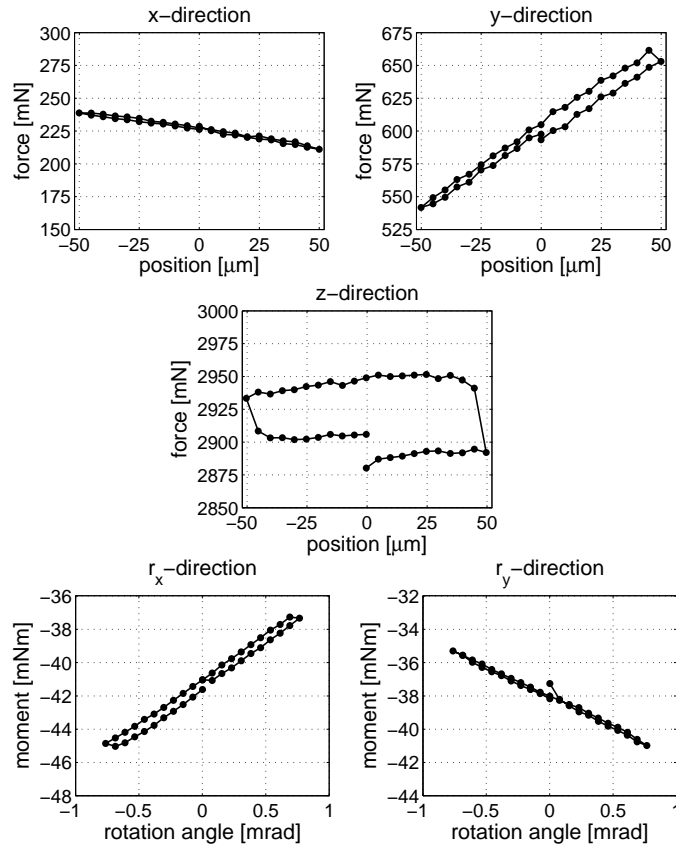 x−direction
y−direction
force [mN]
300
275
250
225
200
175
150
−50 −25 0 25 50
position [μm]
force [mN]
675
650
625
600
575
550
525
−50 −25 0 25 50
position [μm]
z−direction
force [mN]
3000
2975
2950
2925
2900
2875
2850
−50 −25 0 25 50
position [μm]
r_x−direction
r_y−direction
moment [mNm]
−36
−38
−40
−42
−44
−46
−48
−1 −0.5 0 0.5 1
rotation angle [mrad]
moment [mNm]
−32
−34
−36
−38
−40
−42
−44
−1 −0.5 0 0.5 1
rotation angle [mrad]